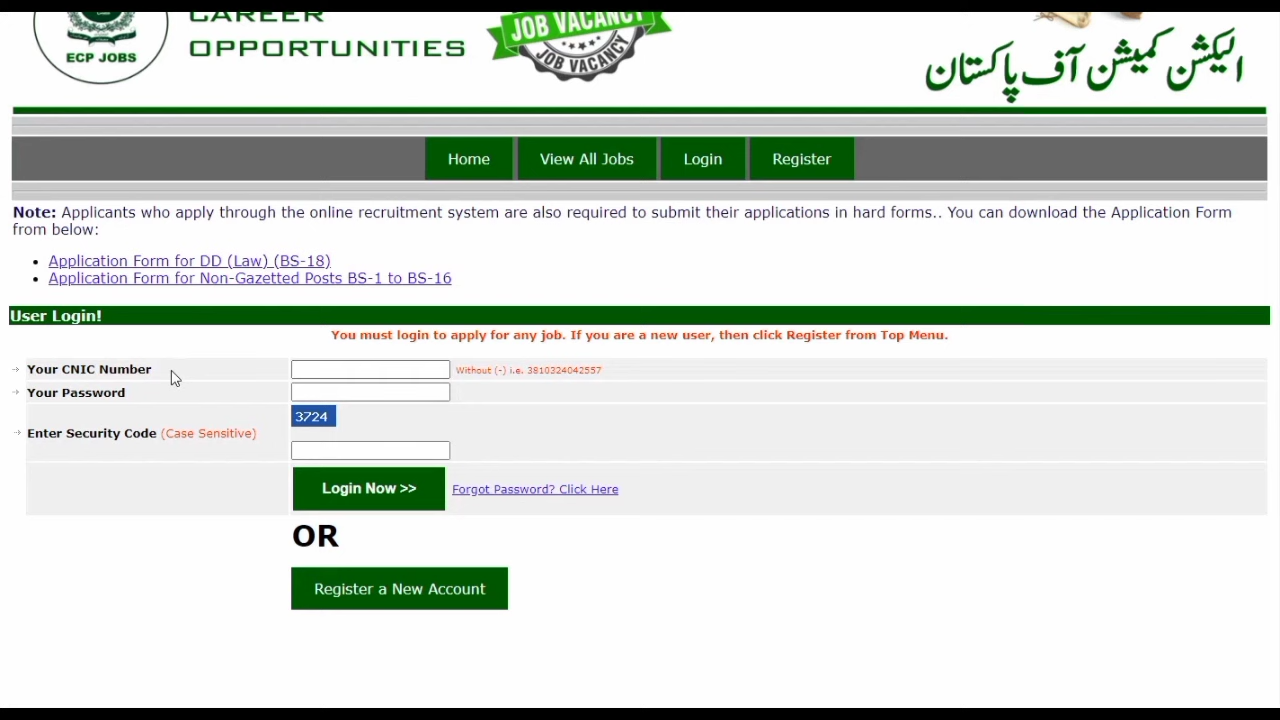 CAREER
OPPORTUNITIES
ECP JOBS
JOB VACANCY
JOB VACANCY
الیکشن کمیشن آف پاکستان
Home
View All Jobs
Login
Register
Note: Applicants who apply through the online recruitment system are also required to submit their applications in hard forms.. You can download the Application Form
from below:
Application Form for DD (Law) (BS-18)
Application Form for Non-Gazetted Posts BS-1 to BS-16
User Login!
You must login to apply for any job. If you are a new user, then click Register from Top Menu.
Your CNIC Number
Without (-) i.e. 3810324042557
Your Password
3724
Enter Security Code (Case Sensitive)
Login Now >>
Forgot Password? Click Here
OR
Register a New Account